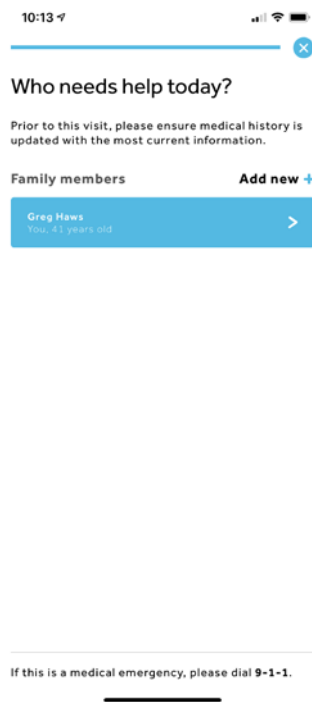 10:13
Who needs help today?
Prior to this visit, please ensure medical history is
updated with the most current information.
Family members
Add new +
Greg Haws
You, 41 years old
If this is a medical emergency, please dial 9-1-1.